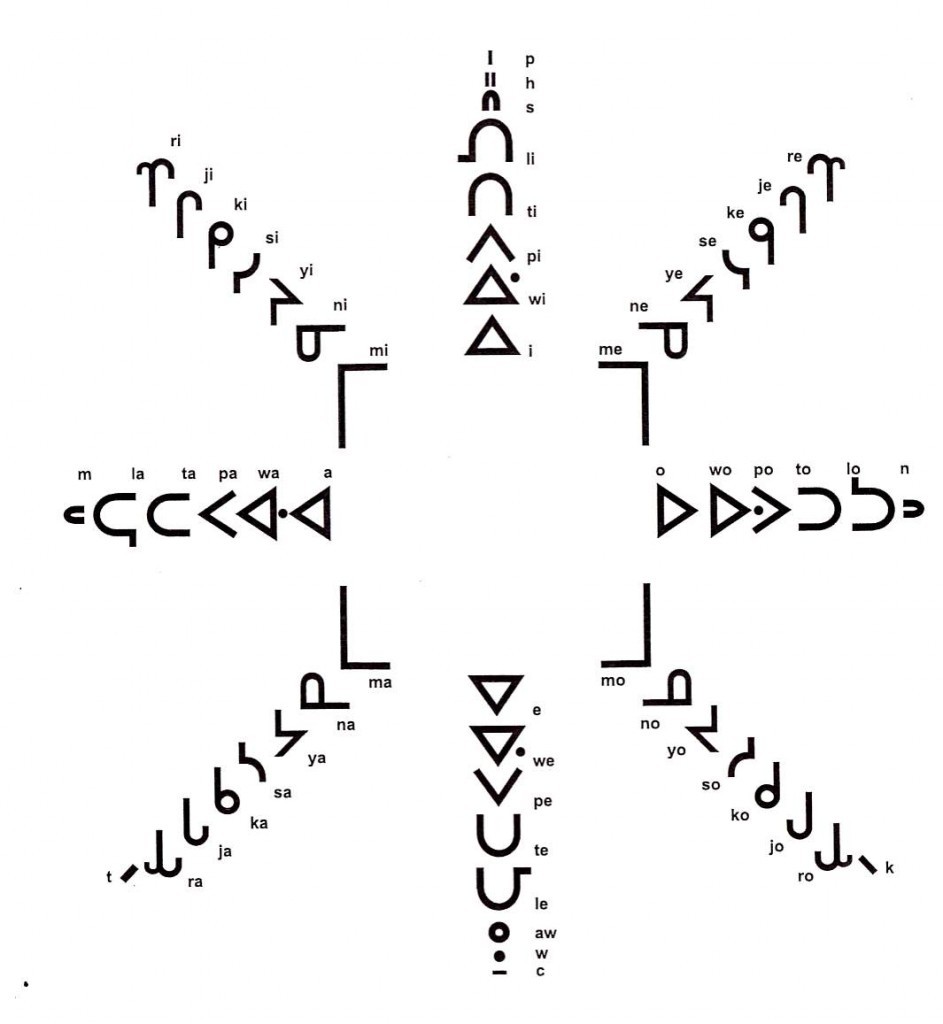 ᑊ p
ᐦ h
ᐢ s
li
ᑎ ti
ᐱ pi
ᐏ wi
ᐃ i
ri
ᒋ ji
ᑭ ki
ᓯ si
ᔨ yi
ᓂ ni
ᒥ mi
re
ᒉ je
ᑫ ke
ᓭ se
ᔦ ye
ᓀ ne
ᒣ me
m la ta pa wa a
ᒼ ᑕ ᐸ ᐘ ᐊ
o wo po to lo n
ᐅ ᐓ ᐳ ᑐ ᐣ
ᒪ ma
ᓇ na
ᔭ ya
ᓴ sa
ᑲ ka
ᒐ ja
ra
ᐟ t
ᐁ e
ᐍ we
ᐯ pe
ᑌ te
le
ᐤ aw
ᐧ w
ᐨ c
ᒧ mo
ᓄ no
ᔪ yo
ᓱ so
ᑯ ko
ᒍ jo
ro
ᐠ k